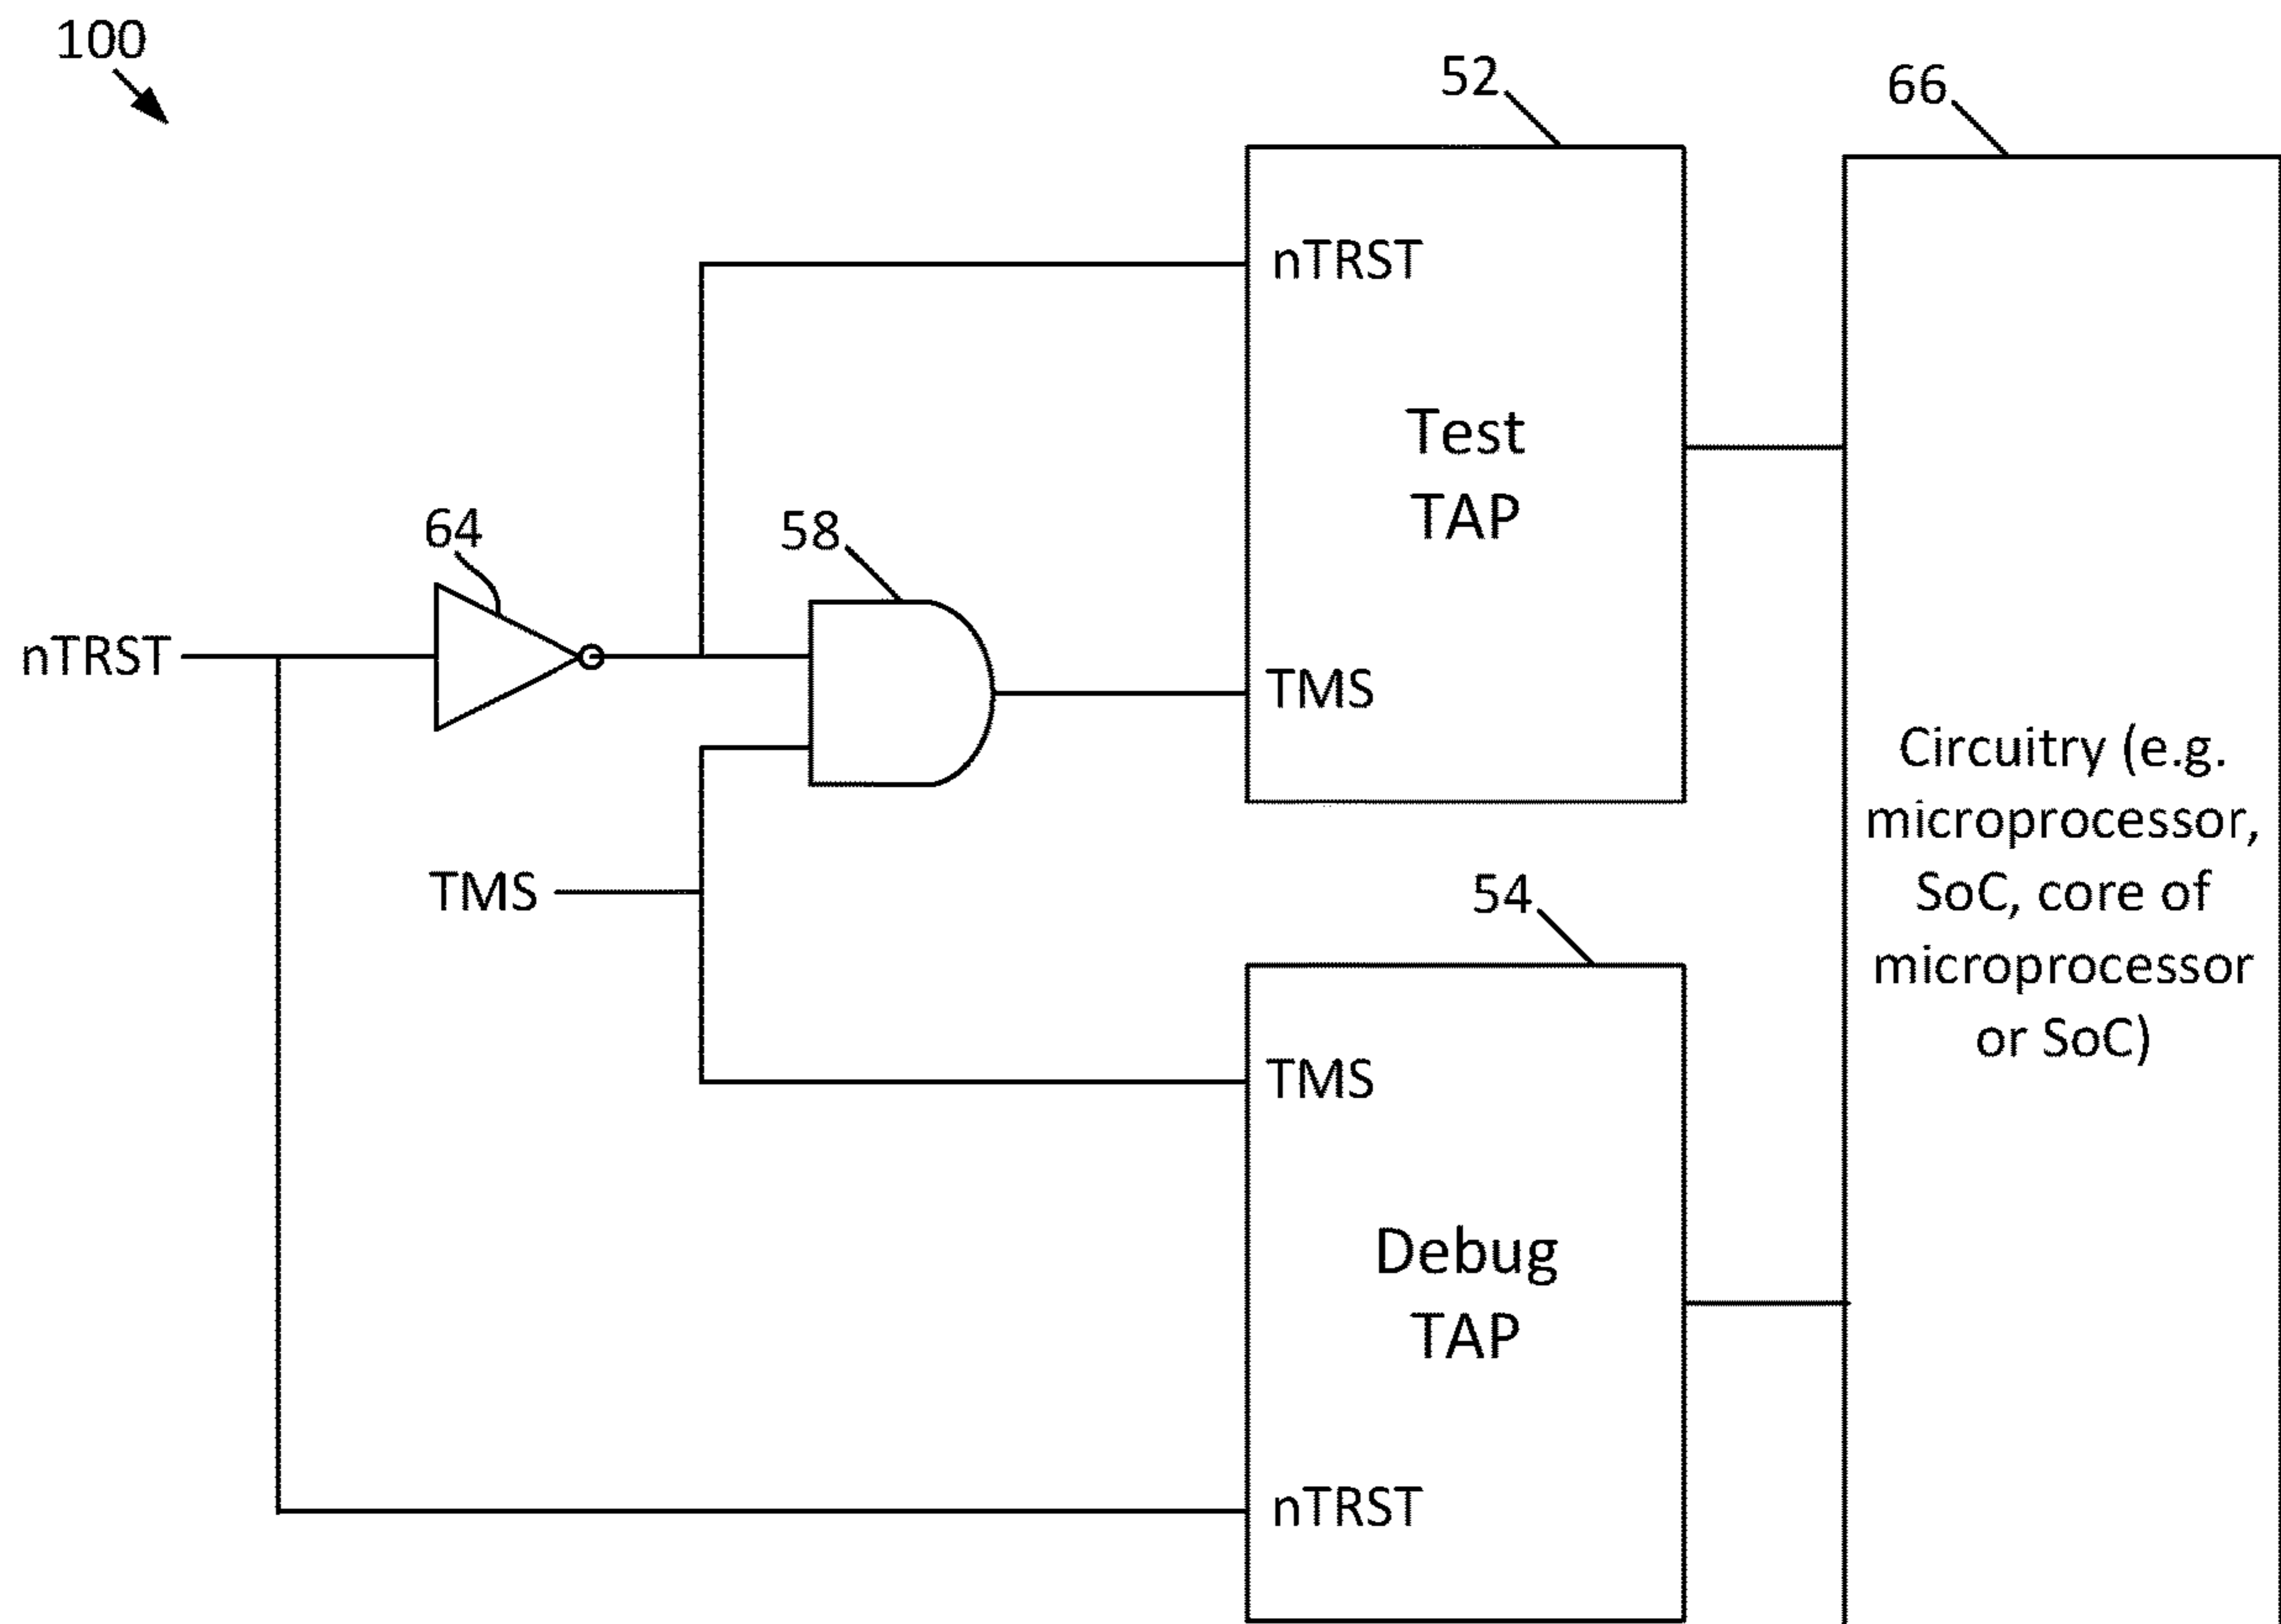 100
52
66
nTRST
Test
TAP
64
58
nTRST
TMS
Circuitry (e.g.
microprocessor,
SoC, core of
microprocessor
or SoC)
TMS
54
TMS
Debug
TAP
nTRST